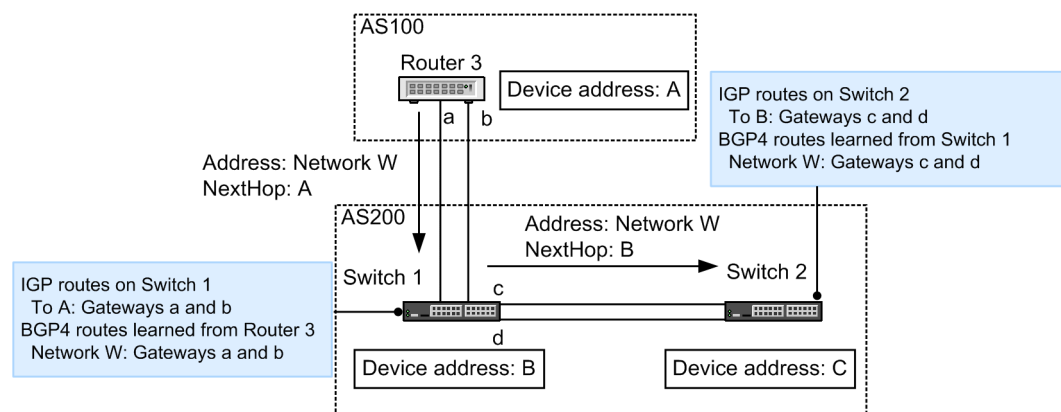 AS100
Router 3
Device address: A
a
b
IGP routes on Switch 2
To B: Gateways c and d
BGP4 routes learned from Switch 1
Network W: Gateways c and d
Address: Network W
NextHop: A
AS200
Address: Network W
NextHop: B
Switch 1
Switch 2
IGP routes on Switch 1
To A: Gateways a and b
BGP4 routes learned from Router 3
Network W: Gateways a and b
c
d
Device address: B
Device address: C